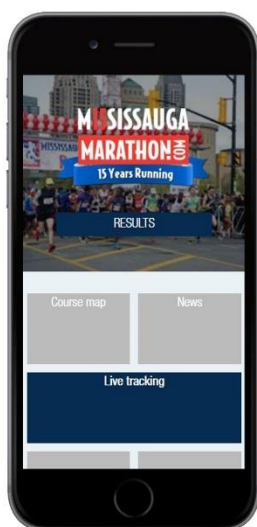 MISSISSAUGA
MARATHON.COM
15 Years Running
RESULTS
Course map
News
Live tracking